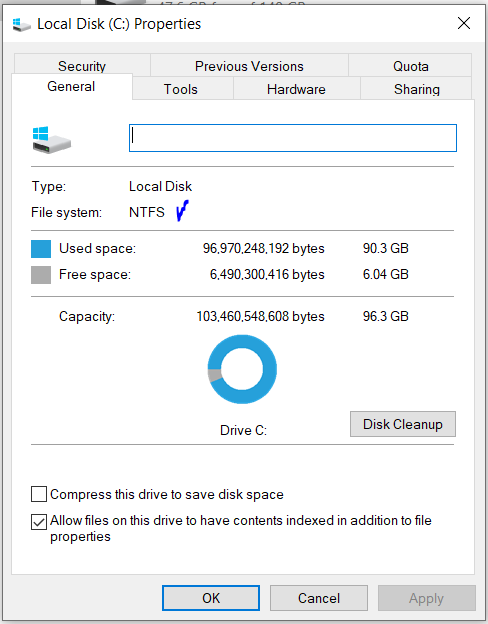 Local Disk (C:) Properties
Security Previous Versions Quota
General Tools Hardware Sharing
Type: Local Disk
File system: NTFS
Used space: 96,970,248,192 bytes 90.3 GB
Free space: 6,490,300,416 bytes 6.04 GB
Capacity: 103,460,548,608 bytes 96.3 GB
Drive C:
Disk Cleanup
Compress this drive to save disk space
Allow files on this drive to have contents indexed in addition to file
properties
OK Cancel Apply